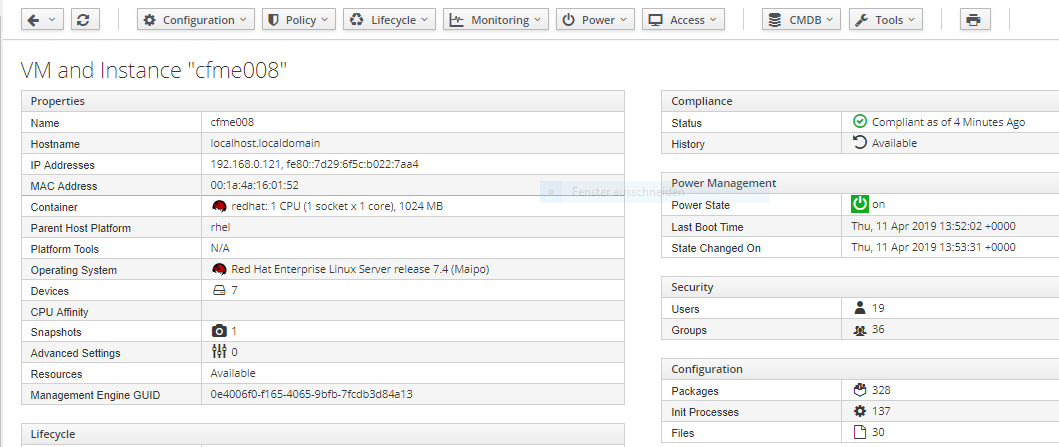 Configuration Policy Lifecycle Monitoring Power Access CMDB Tools
VM and Instance "cfme008"
Properties
Name cfme008
Hostname localhost.localdomain
IP Addresses 192.168.0.121, fe80::7d29:6f5c:b022:7aa4
MAC Address 00:1a:4a:16:01:52
Container redhat: 1 CPU (1 socket x 1 core), 1024 MB
Parent Host Platform rhel
Platform Tools N/A
Operating System Red Hat Enterprise Linux Server release 7.4 (Maipo)
Devices 7
CPU Affinity
Snapshots 1
Advanced Settings 0
Resources Available
Management Engine GUID 0e4006f0-f165-4065-9bfb-7fcdb3d84a13
Lifecycle
Fenster ausschneiden
Compliance
Status Compliant as of 4 Minutes Ago
History Available
Power Management
Power State on
Last Boot Time Thu, 11 Apr 2019 13:52:02 +0000
State Changed On Thu, 11 Apr 2019 13:53:31 +0000
Security
Users 19
Groups 36
Configuration
Packages 328
Init Processes 137
Files 30